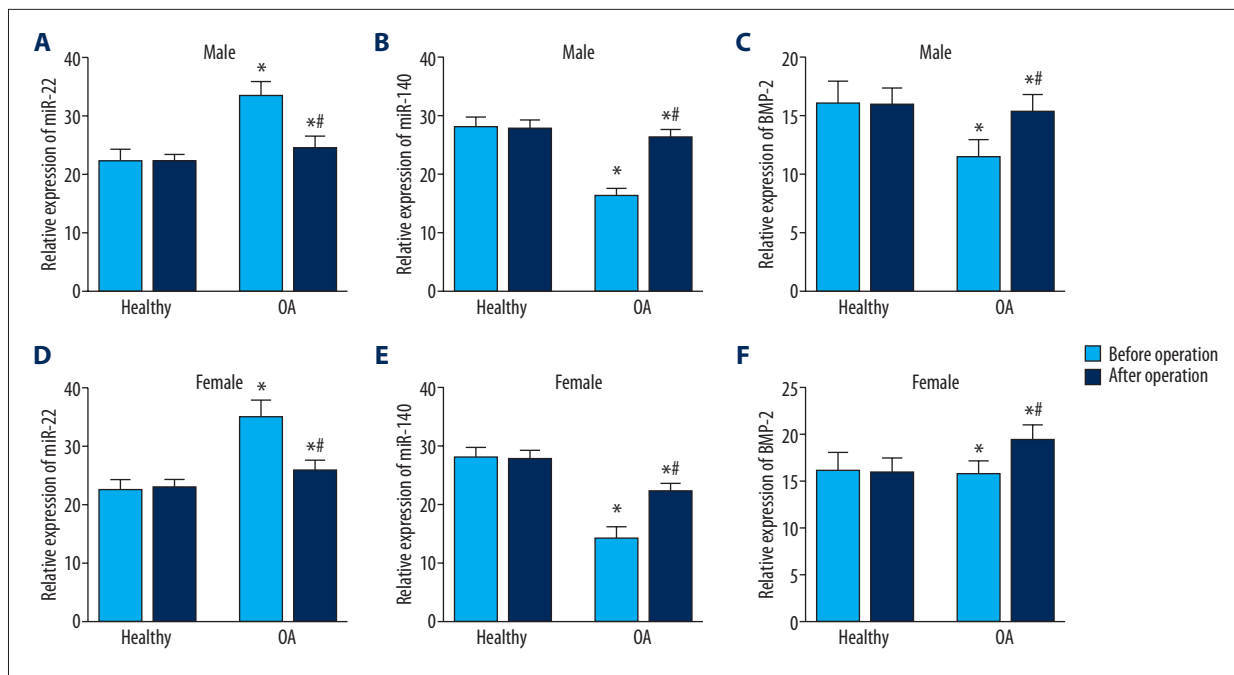 A
Male
Relative expression of miR-22
40
30
20
10
0
*
*#
Healthy
OA
B
Male
Relative expression of miR-140
40
30
20
10
0
*
*#
Healthy
OA
C
Male
Relative expression of BMP-2
20
15
10
5
0
*
*#
Healthy
OA
D
Female
Relative expression of miR-22
40
30
20
10
0
*
*#
Healthy
OA
E
Female
Relative expression of miR-140
40
30
20
10
0
*
*#
Healthy
OA
F
Female
Relative expression of BMP-2
25
20
15
10
5
0
*
*#
Healthy
OA
Before operation
After operation